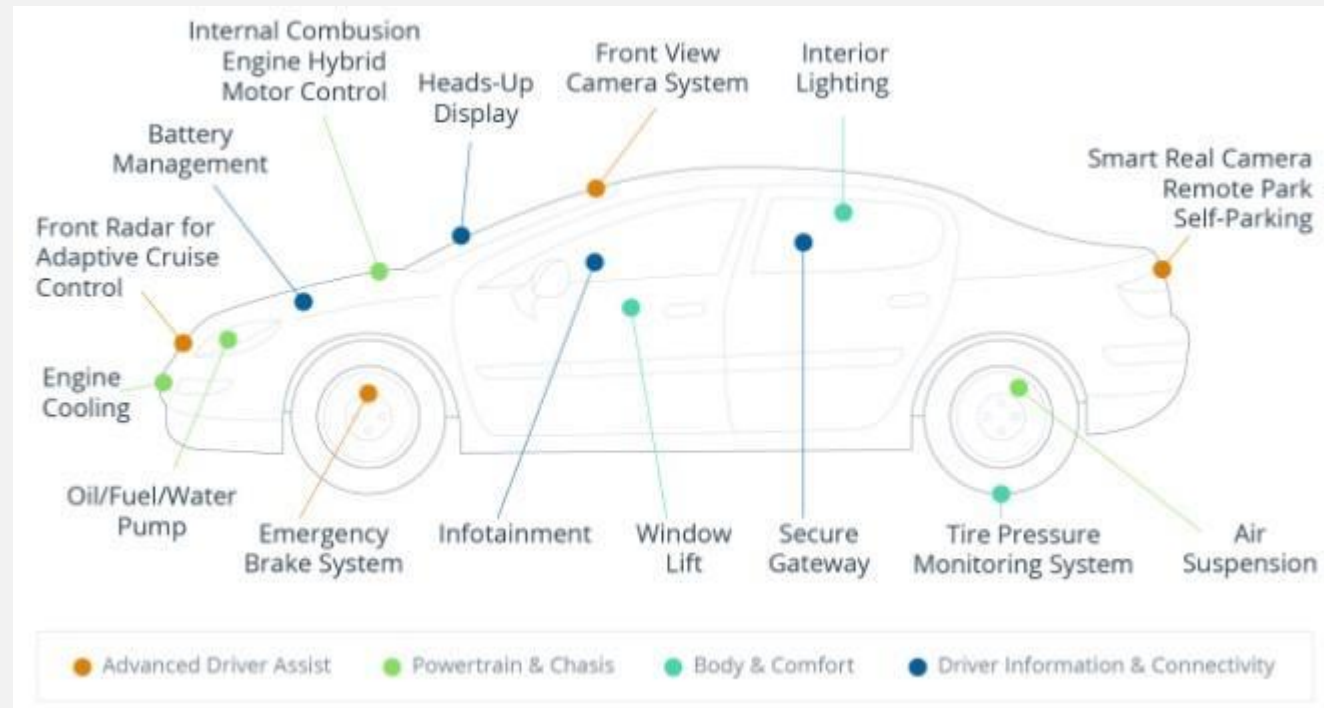 Internal Combusion
Engine Hybrid
Motor Control
Heads-Up
Display
Front View
Camera System
Interior
Lighting
Battery
Management
Smart Real Camera
Remote Park
Self-Parking
Front Radar for
Adaptive Cruise
Control
Engine
Cooling
Oil/Fuel/Water
Pump
Emergency
Brake System
Infotainment
Window
Lift
Secure
Gateway
Tire Pressure
Monitoring System
Air
Suspension
Advanced Driver Assist
Powertrain & Chasis
Body & Comfort
Driver Information & Connectivity